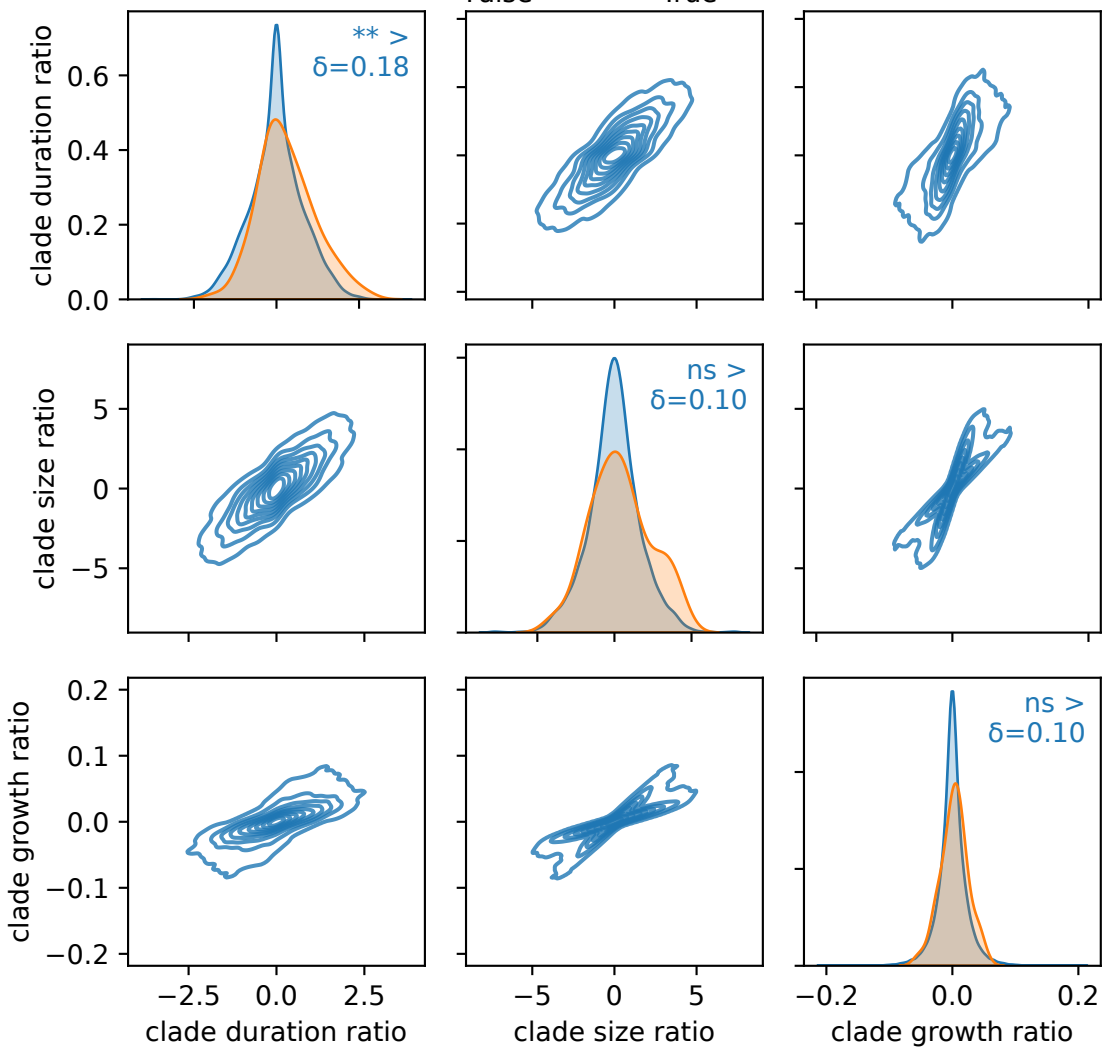 clade duration ratio
0.6
0.4
0.2
0.0
** >
δ=0.18
clade size ratio
5
0
−5
ns >
δ=0.10
clade growth ratio
0.2
0.1
0.0
−0.1
−0.2
ns >
δ=0.10
−2.5 0.0 2.5
−5 0 5
−0.2 0.0 0.2
clade duration ratio
clade size ratio
clade growth ratio